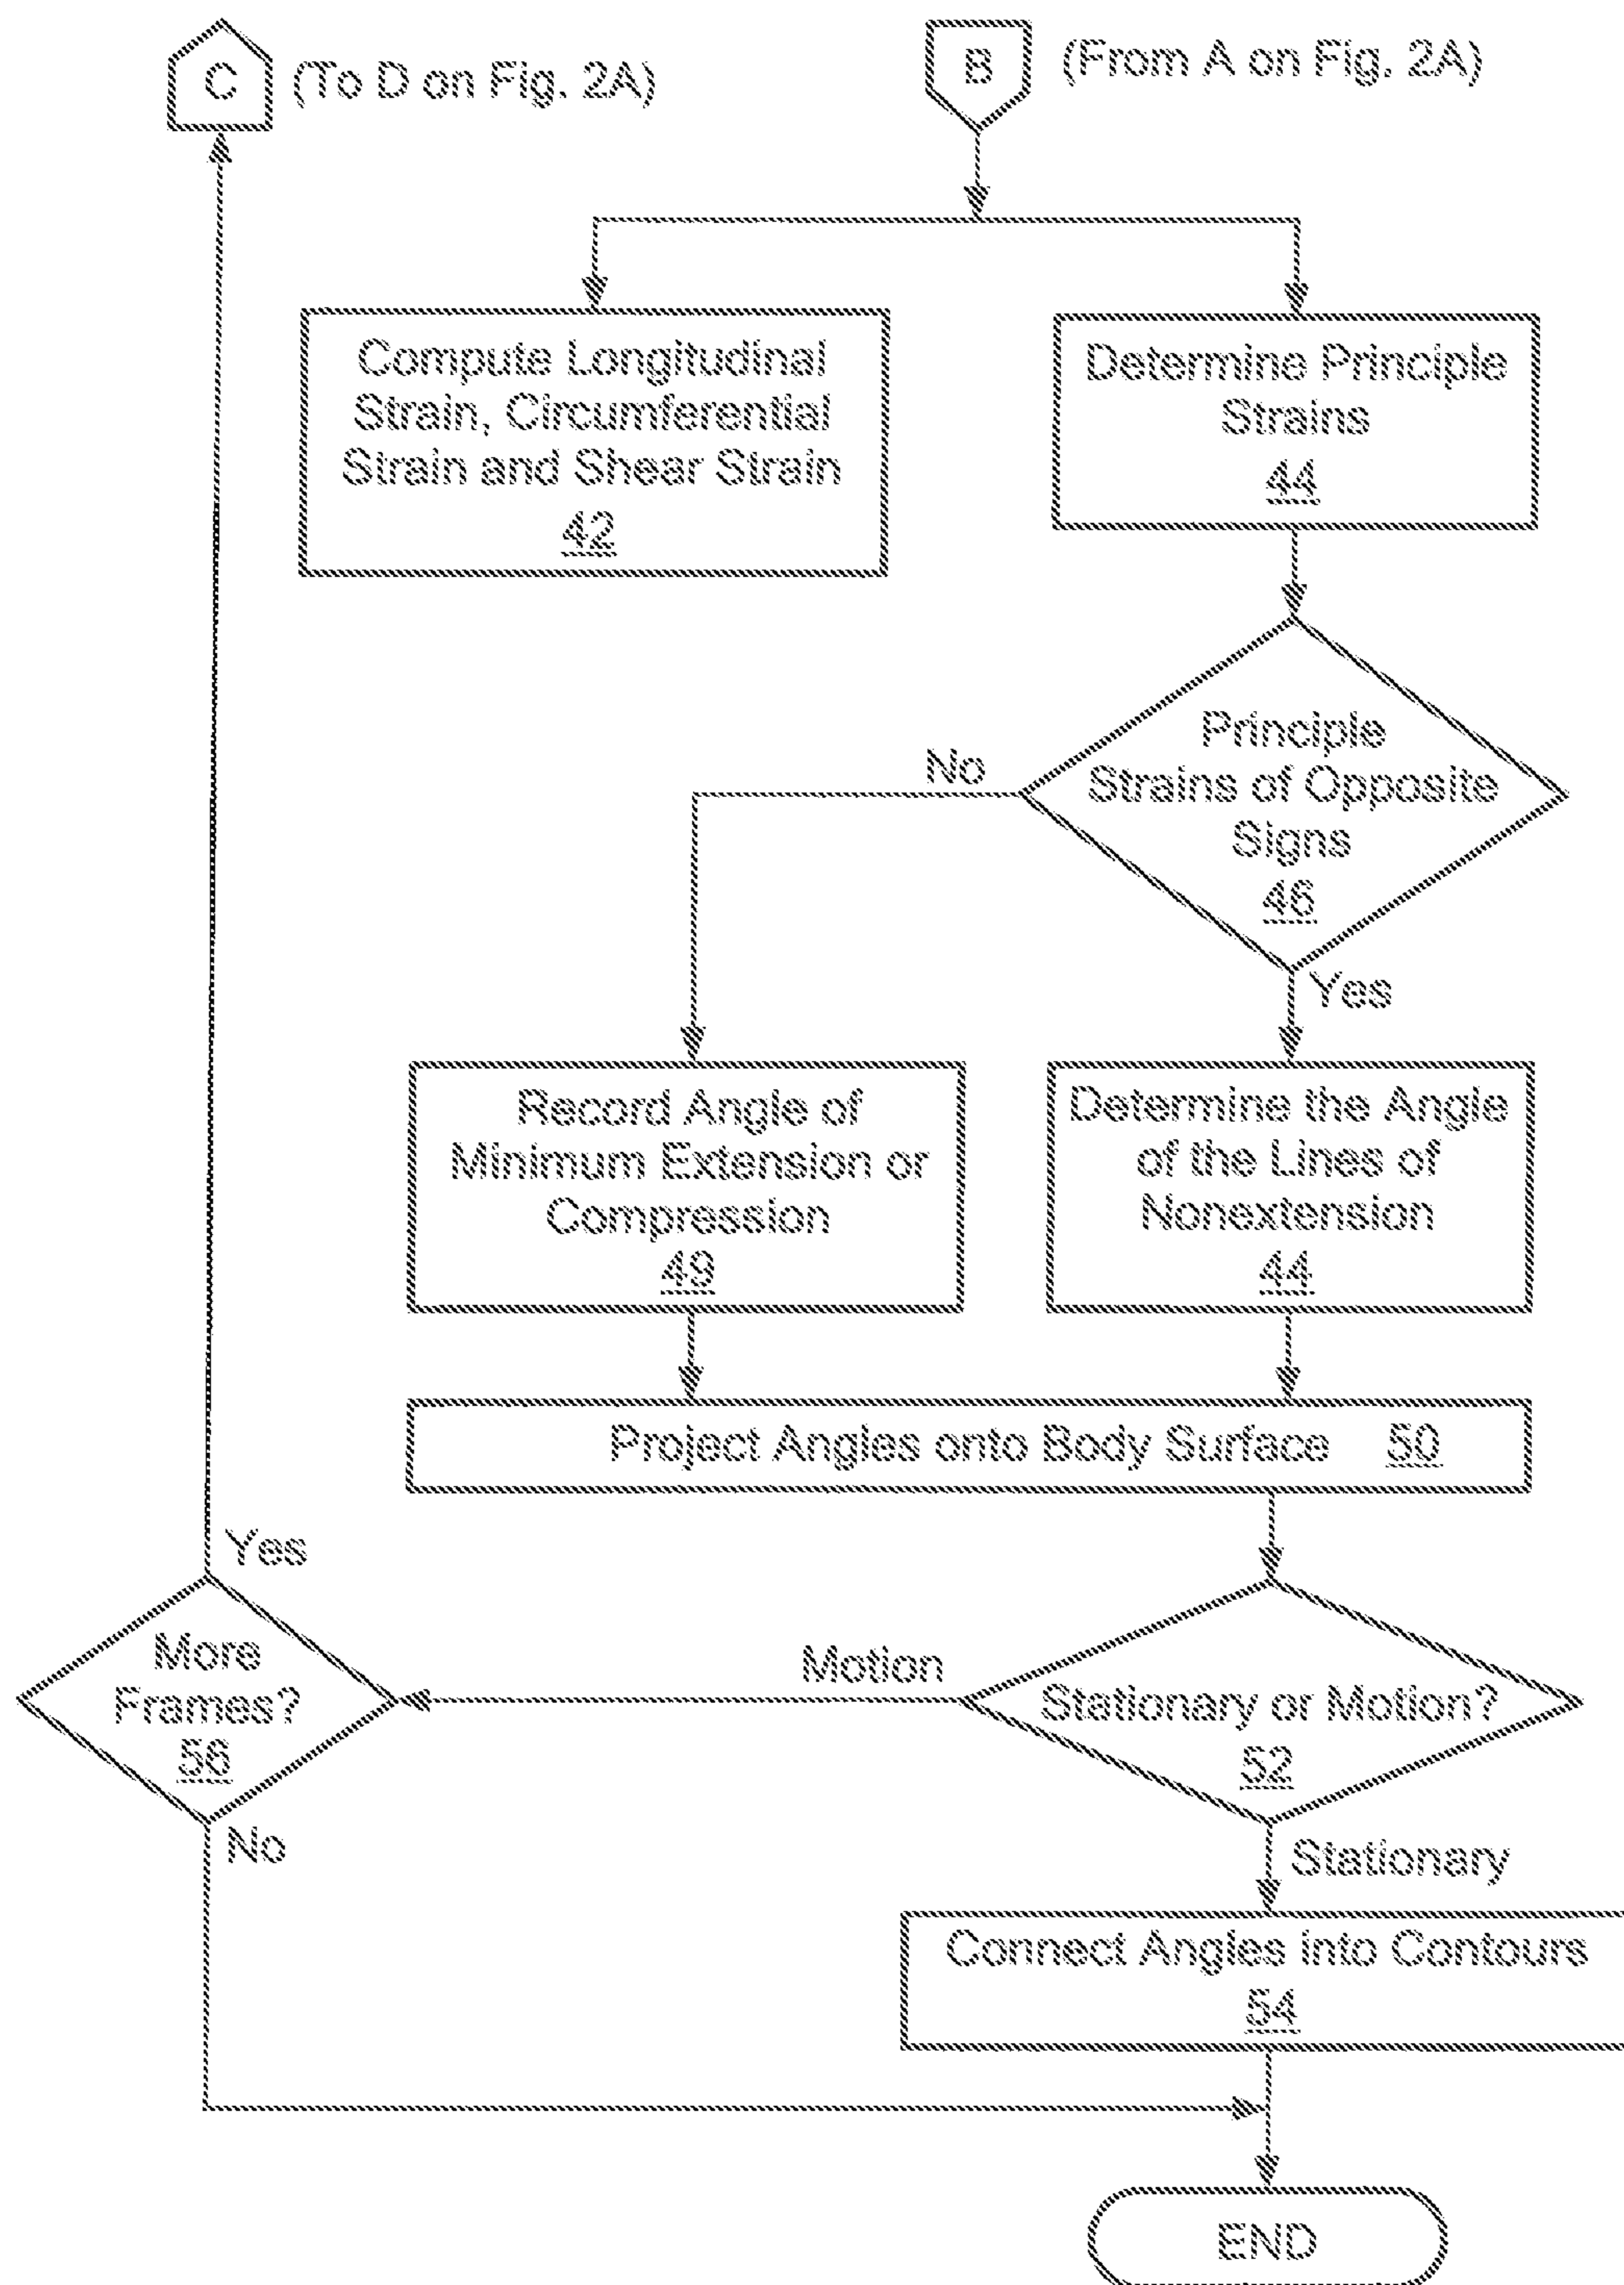 C (To D on Fig. 2A)
B (From A on Fig. 2A)
Compute Longitudinal
Strain, Circumferential
Strain and Shear Strain
42
Determine Principle
Strains
44
Principle
Strains of Opposite
Signs
46
No
Yes
Record Angle of
Minimum Extension or
Compression
49
Determine the Angle
of the Lines of
Nonextension
44
Project Angles onto Body Surface 50
Yes
More
Frames?
56
No
Motion
Stationary or Motion?
52
Stationary
Connect Angles into Contours
54
END